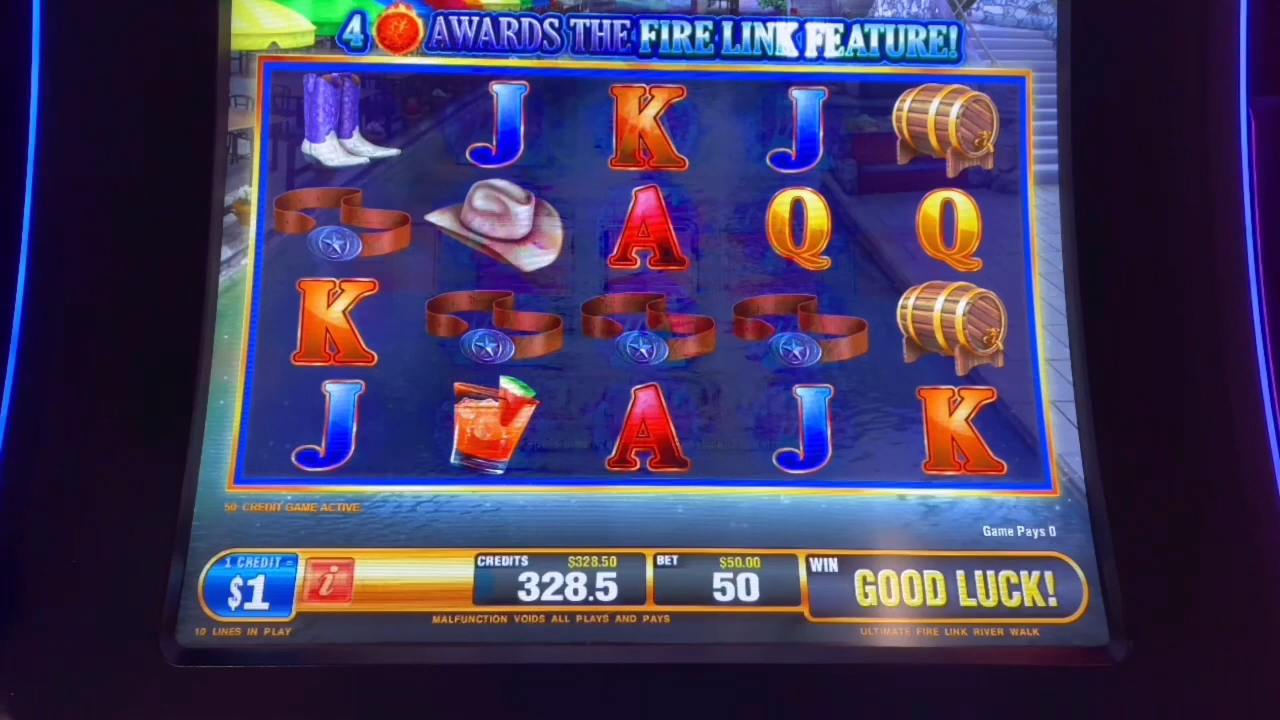 4 AWARDS THE FIRE LINK FEATURE!
J K J
A Q Q
K
J A J K
50 CREDIT GAME ACTIVE.
Game Pays 0
1 CREDIT =
$1
i
CREDITS $328.50
328.5
BET $50.00
50
WIN
GOOD LUCK!
10 LINES IN PLAY
MALFUNCTION VOIDS ALL PLAYS AND PAYS
ULTIMATE FIRE LINK RIVER WALK